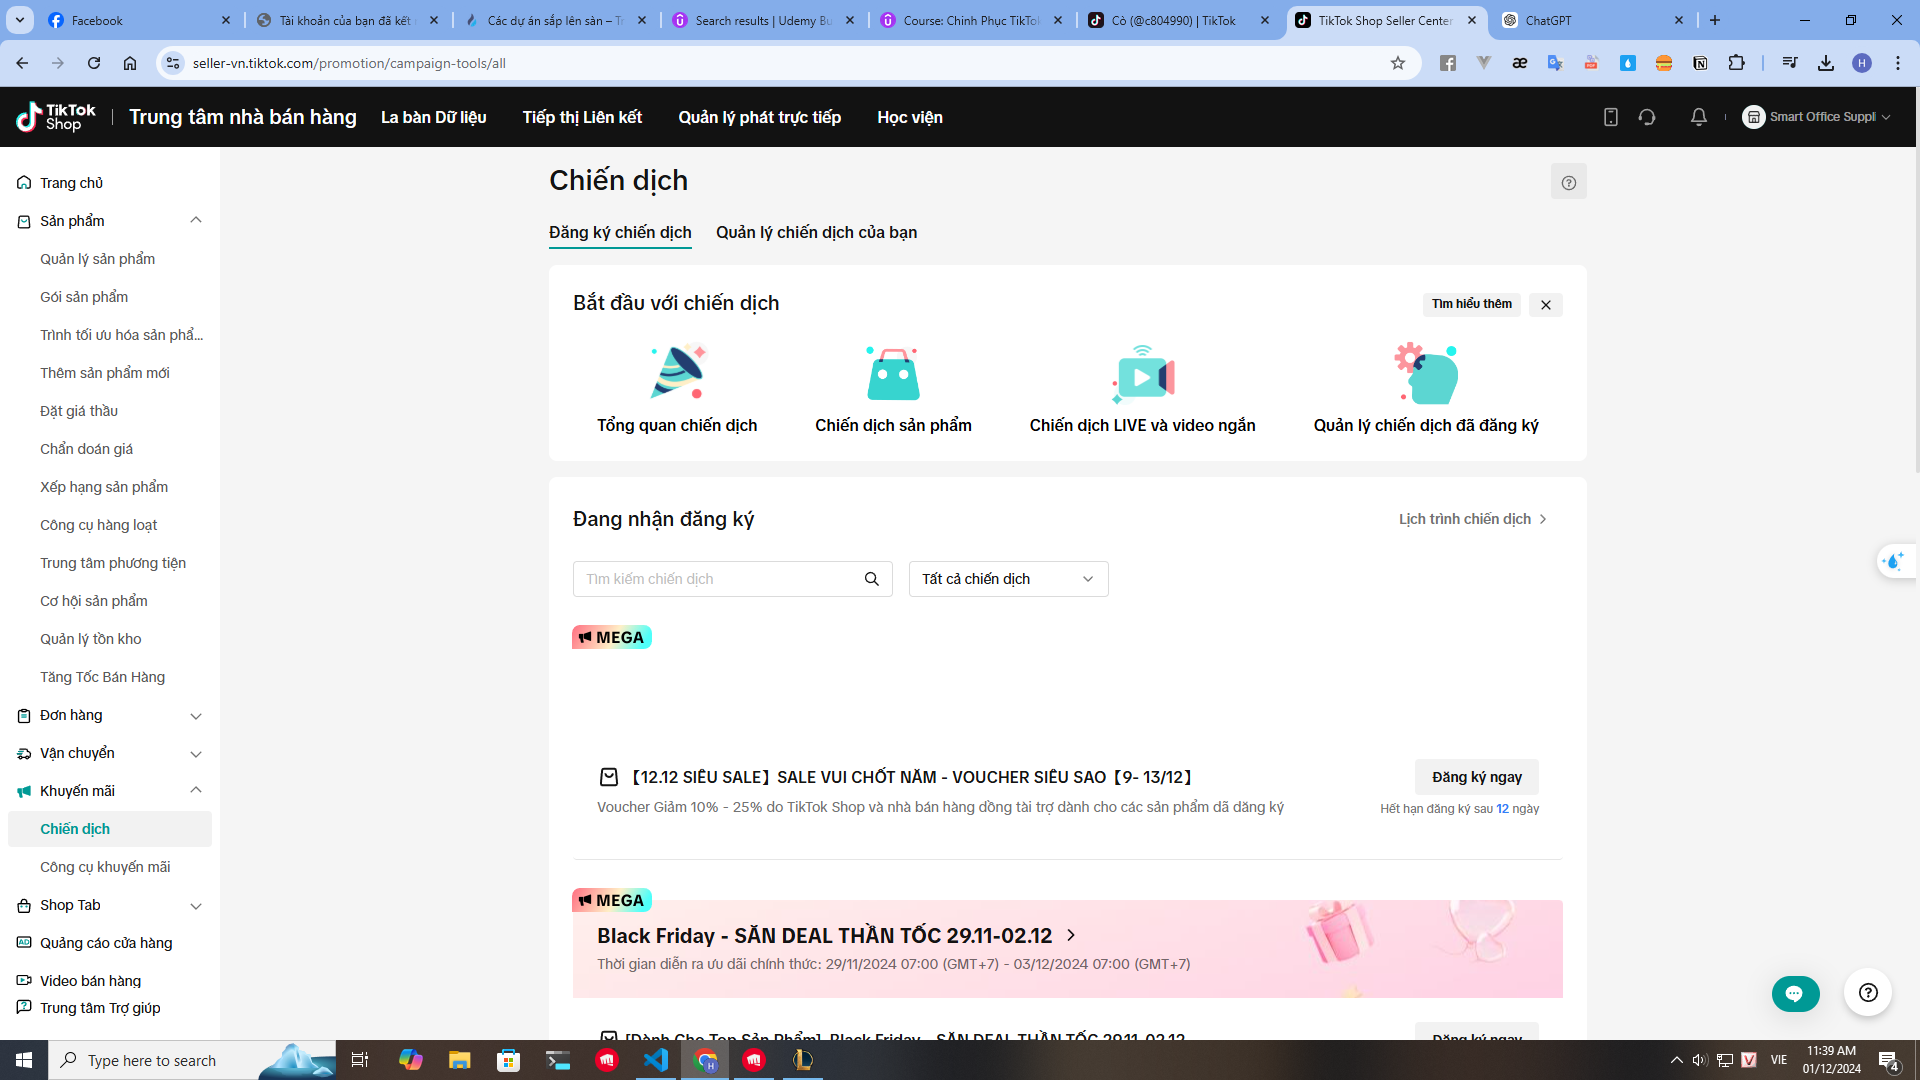 Facebook
Tài khoản của bạn đã kết
Các dự án sắp lên sàn – Tr
Search results | Udemy Bu
Course: Chinh Phục TikTok
Cò (@c804990) | TikTok
TikTok Shop Seller Center
ChatGPT
seller-vn.tiktok.com/promotion/campaign-tools/all
H
TikTok Shop
Trung tâm nhà bán hàng
La bàn Dữ liệu
Tiếp thị Liên kết
Quản lý phát trực tiếp
Học viện
Smart Office Suppl
Trang chủ
Sản phẩm
Quản lý sản phẩm
Gói sản phẩm
Trình tối ưu hóa sản phẩ...
Thêm sản phẩm mới
Đặt giá thầu
Chẩn đoán giá
Xếp hạng sản phẩm
Công cụ hàng loạt
Trung tâm phương tiện
Cơ hội sản phẩm
Quản lý tồn kho
Tăng Tốc Bán Hàng
Đơn hàng
Vận chuyển
Khuyến mãi
Chiến dịch
Công cụ khuyến mãi
Shop Tab
Quảng cáo cửa hàng
Video bán hàng
Trung tâm Trợ giúp
Chiến dịch
Đăng ký chiến dịch
Quản lý chiến dịch của bạn
Bắt đầu với chiến dịch
Tìm hiểu thêm
Tổng quan chiến dịch
Chiến dịch sản phẩm
Chiến dịch LIVE và video ngắn
Quản lý chiến dịch đã đăng ký
Đang nhận đăng ký
Lịch trình chiến dịch
Tìm kiếm chiến dịch
Tất cả chiến dịch
MEGA
【12.12 SIÊU SALE】SALE VUI CHỐT NĂM - VOUCHER SIÊU SAO【9- 13/12】
Đăng ký ngay
Voucher Giảm 10% - 25% do TikTok Shop và nhà bán hàng đồng tài trợ dành cho các sản phẩm đã đăng ký
Hết hạn đăng ký sau 12 ngày
MEGA
Black Friday - SĂN DEAL THẦN TỐC 29.11-02.12
Thời gian diễn ra ưu đãi chính thức: 29/11/2024 07:00 (GMT+7) - 03/12/2024 07:00 (GMT+7)
[Dành Cho Top Sản Phẩm]_Black Friday - SĂN DEAL THẦN TỐC 29.11-02.12
Đăng ký ngay
Type here to search
VIE
11:39 AM
01/12/2024
4